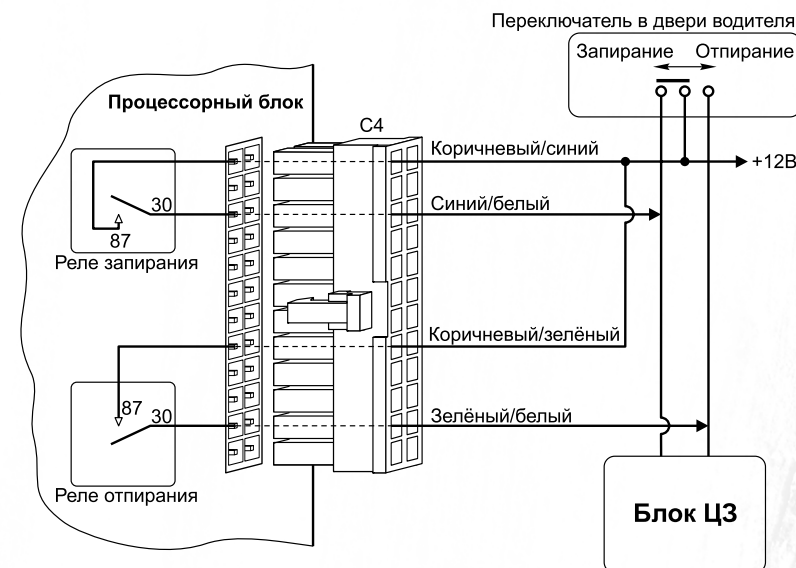 Переключатель в двери водителя
Запирание Отпирание
Процессорный блок
C4
Коричневый/синий
+12В
30
Синий/белый
87
Реле запирания
Коричневый/зелёный
87
30
Зелёный/белый
Реле отпирания
Блок ЦЗ